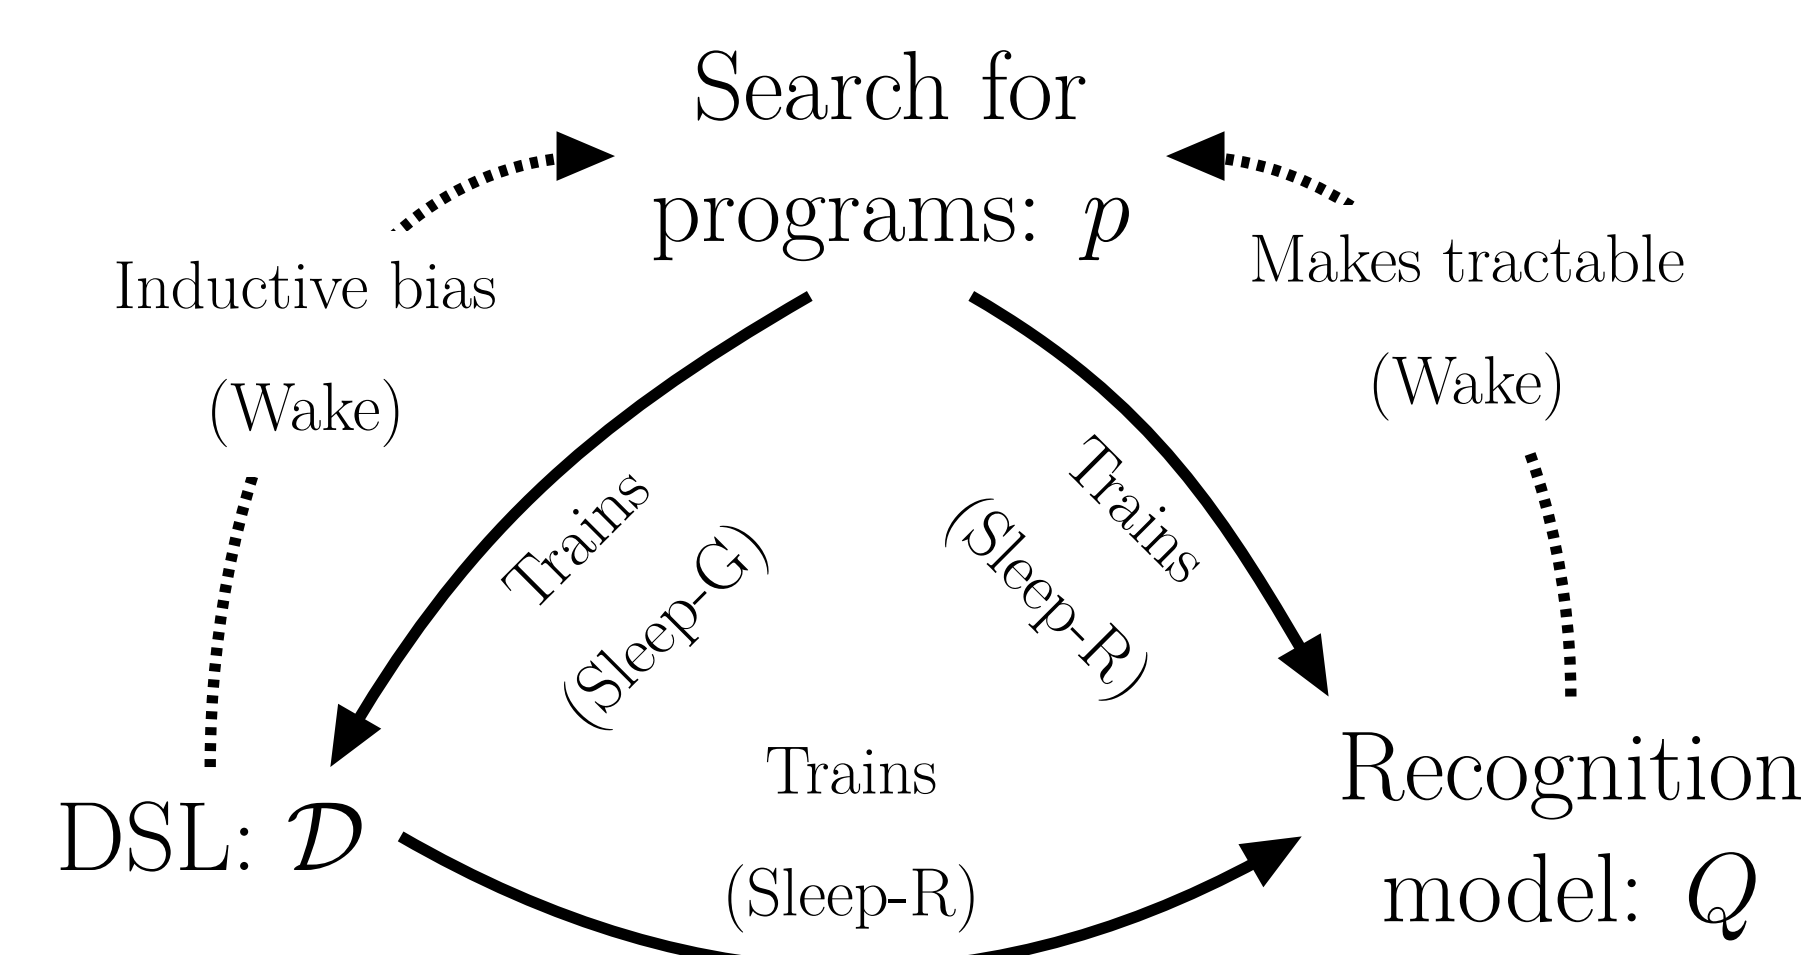 Search for
programs: p
Inductive bias
(Wake)
Makes tractable
(Wake)
Trains
(Sleep-G)
Trains
(Sleep-R)
Trains
(Sleep-R)
DSL: 𝒟
Recognition
model: Q